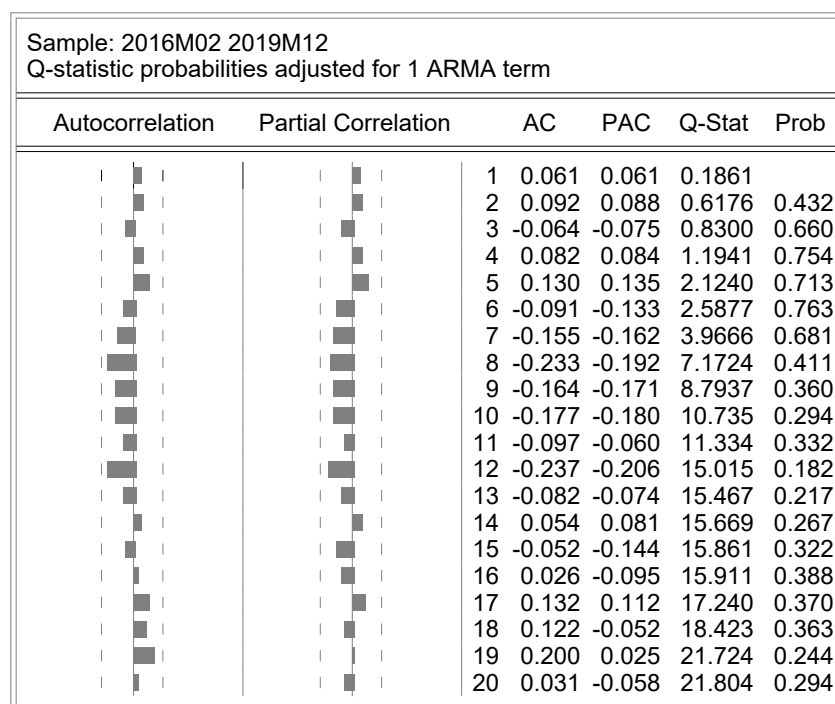 Sample: 2016M02 2019M12
Q-statistic probabilities adjusted for 1 ARMA term
Autocorrelation Partial Correlation AC PAC Q-Stat Prob
1 0.061 0.061 0.1861
2 0.092 0.088 0.6176 0.432
3 -0.064 -0.075 0.8300 0.660
4 0.082 0.084 1.1941 0.754
5 0.130 0.135 2.1240 0.713
6 -0.091 -0.133 2.5877 0.763
7 -0.155 -0.162 3.9666 0.681
8 -0.233 -0.192 7.1724 0.411
9 -0.164 -0.171 8.7937 0.360
10 -0.177 -0.180 10.735 0.294
11 -0.097 -0.060 11.334 0.332
12 -0.237 -0.206 15.015 0.182
13 -0.082 -0.074 15.467 0.217
14 0.054 0.081 15.669 0.267
15 -0.052 -0.144 15.861 0.322
16 0.026 -0.095 15.911 0.388
17 0.132 0.112 17.240 0.370
18 0.122 -0.052 18.423 0.363
19 0.200 0.025 21.724 0.244
20 0.031 -0.058 21.804 0.294